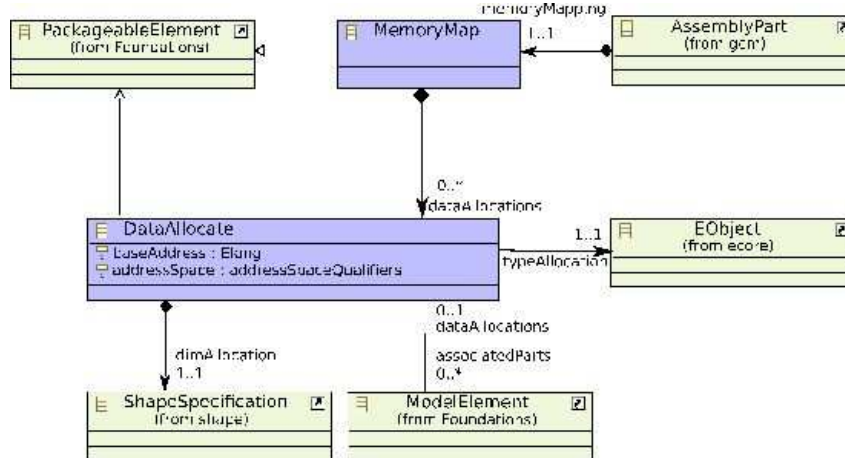 memoryMapping
PackageableElement
(from Foundations)
MemoryMap
1..1
AssemblyPart
(from gcm)
0..*
dataAllocations
DataAllocate
baseAddress : Elong
addressSpace : addressSpaceQualifiers
1..1
typeAllocation
EObject
(from ecore)
0..1
dataAllocations
dimAllocation
1..1
associatedParts
0..*
ShapeSpecification
(from shape)
ModelElement
(from Foundations)